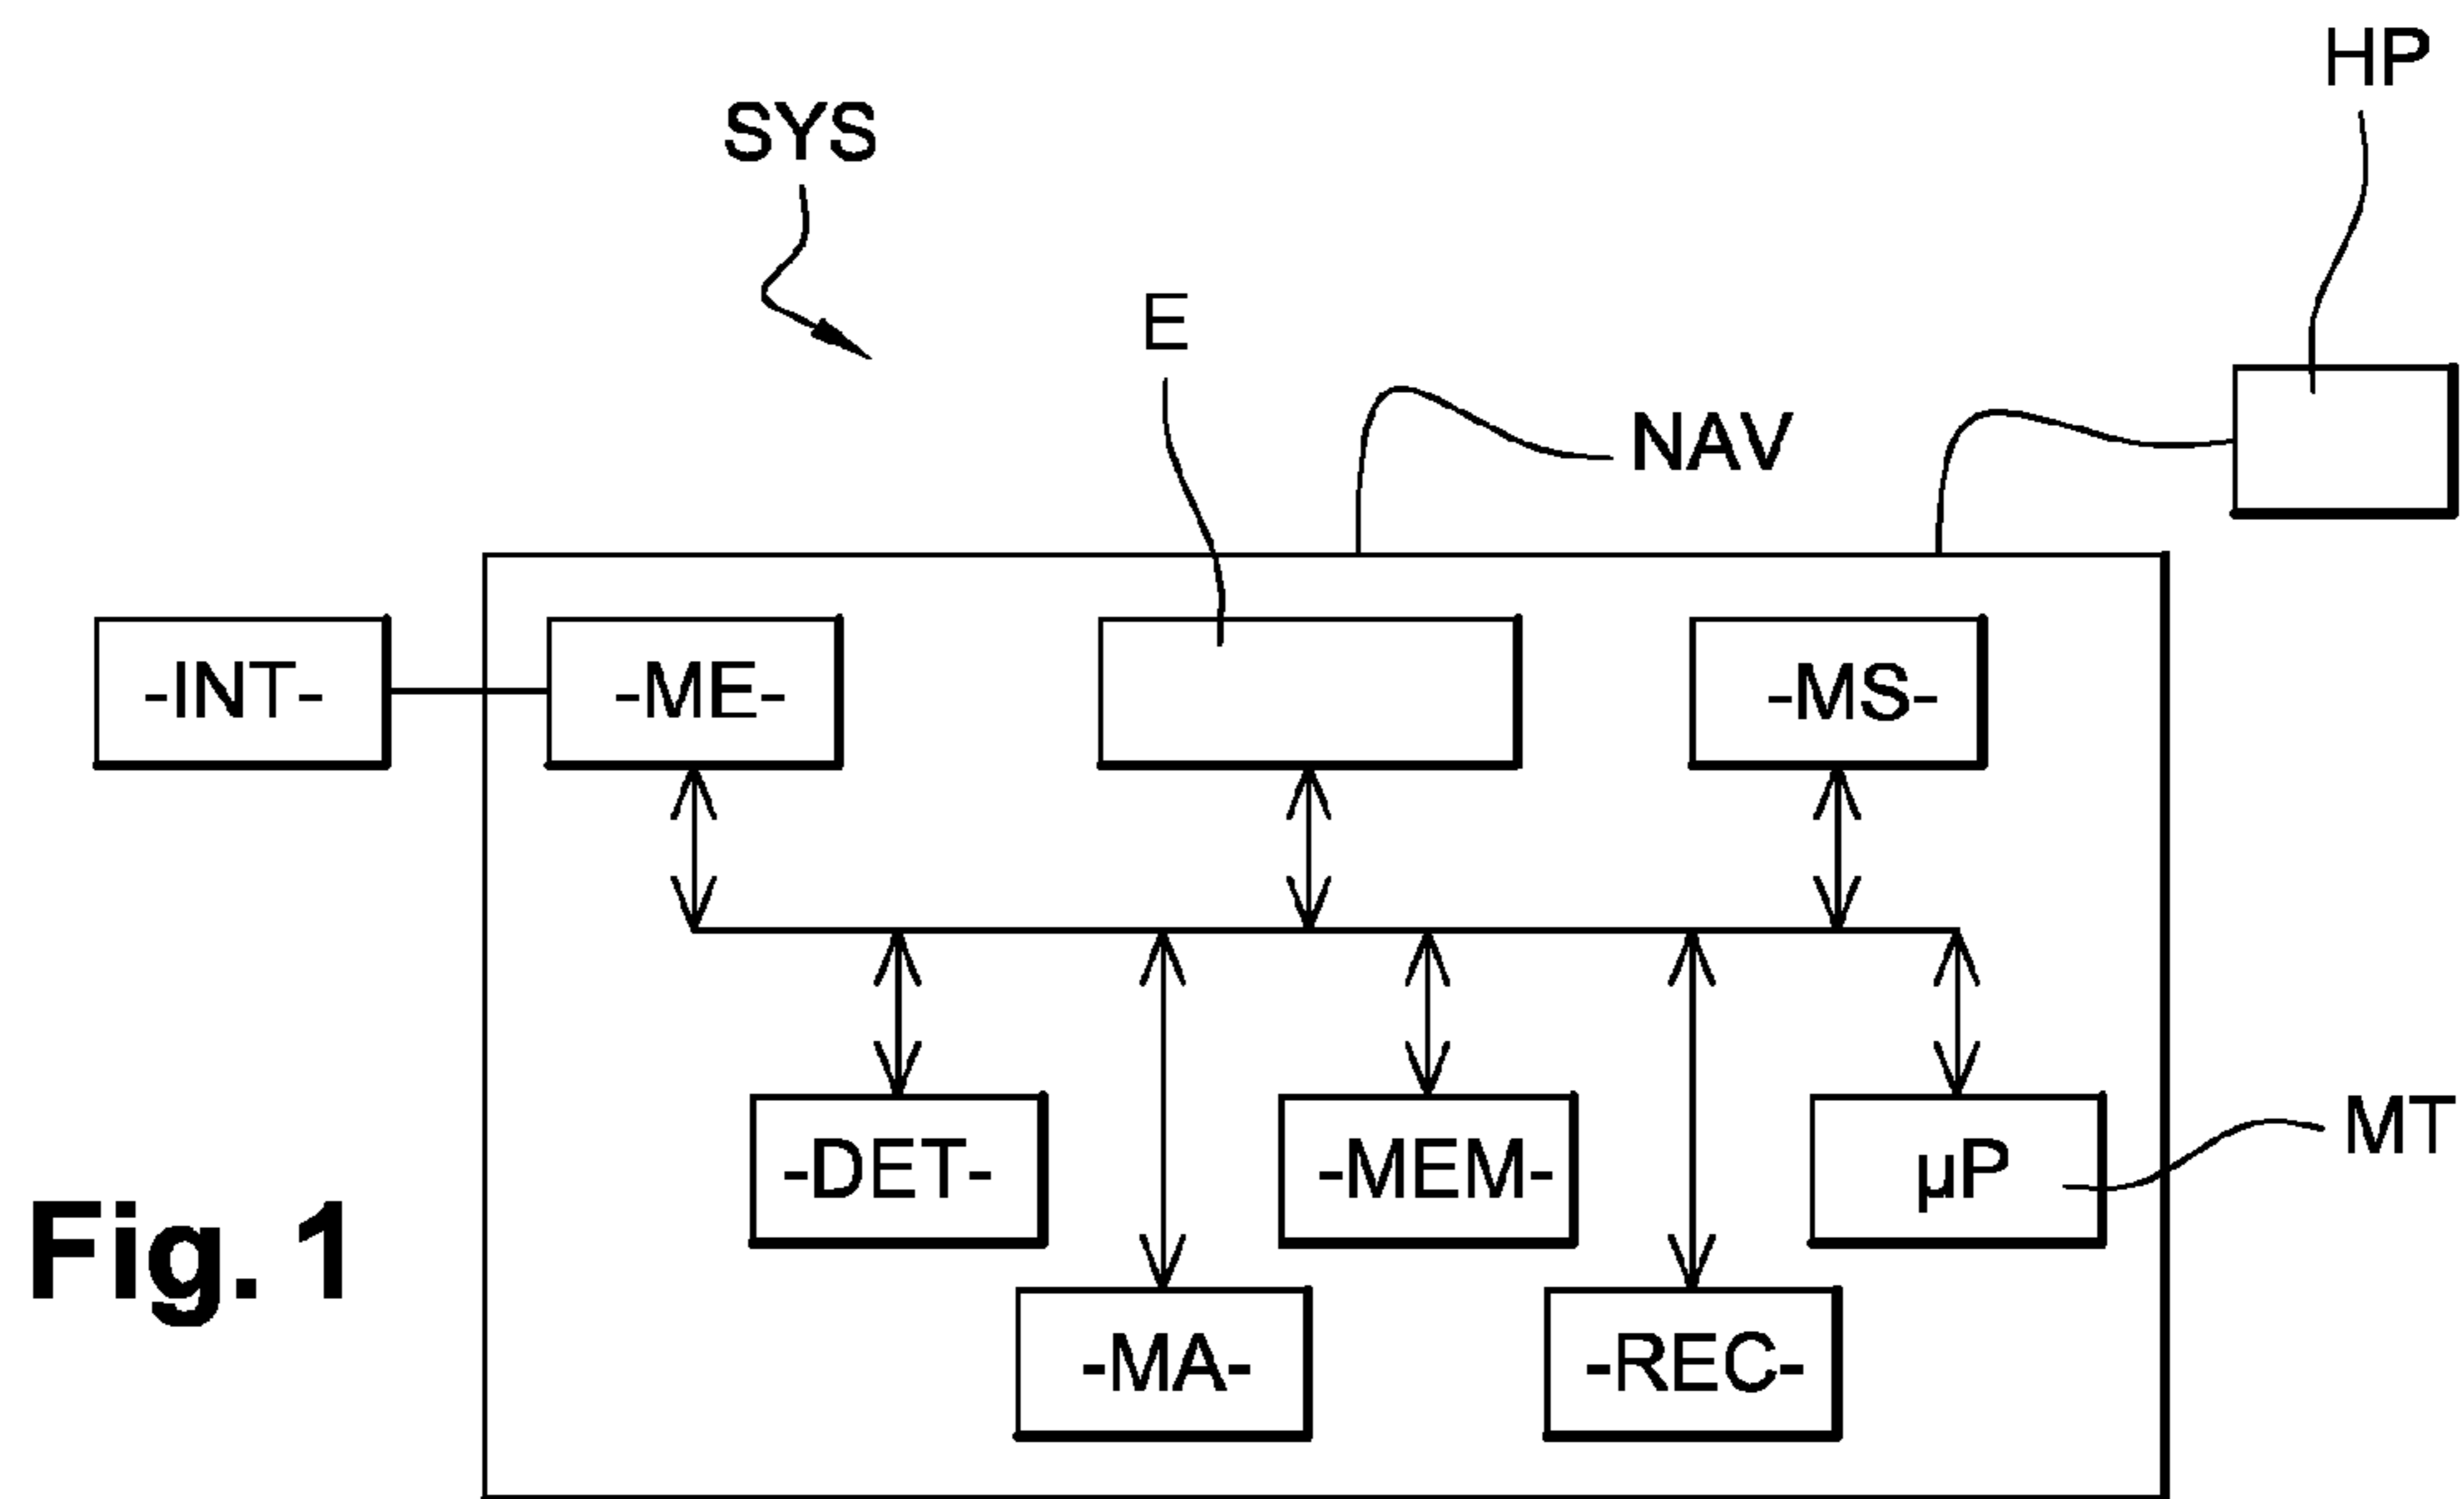 HP
SYS
E
NAV
-INT-
-ME-
-MS-
-DET-
-MEM-
µP
MT
-MA-
-REC-
Fig. 1